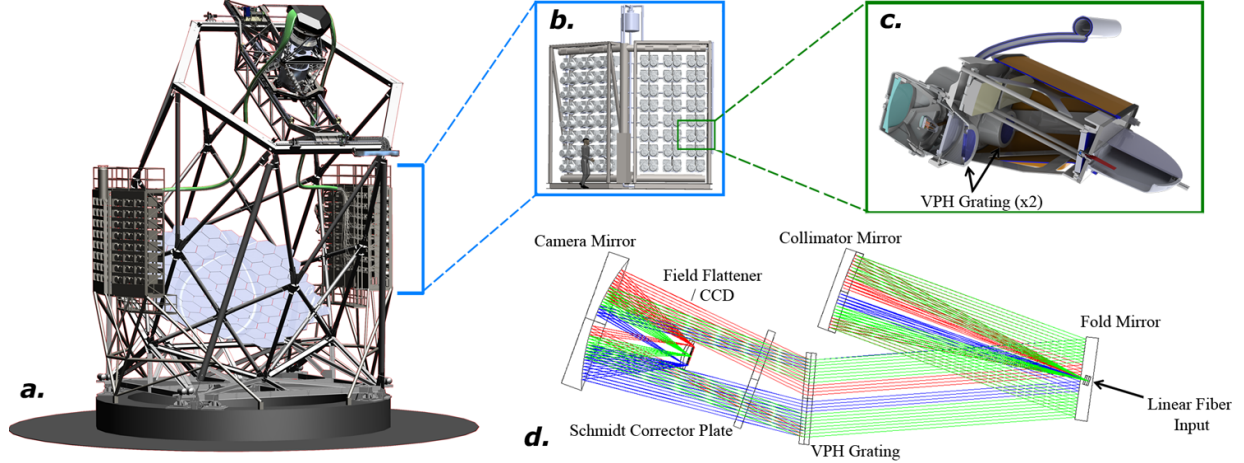 a.
b.
c.
VPH Grating (x2)
Camera Mirror
Field Flattener
/ CCD
Collimator Mirror
Fold Mirror
Linear Fiber
Input
Schmidt Corrector Plate
VPH Grating
d.